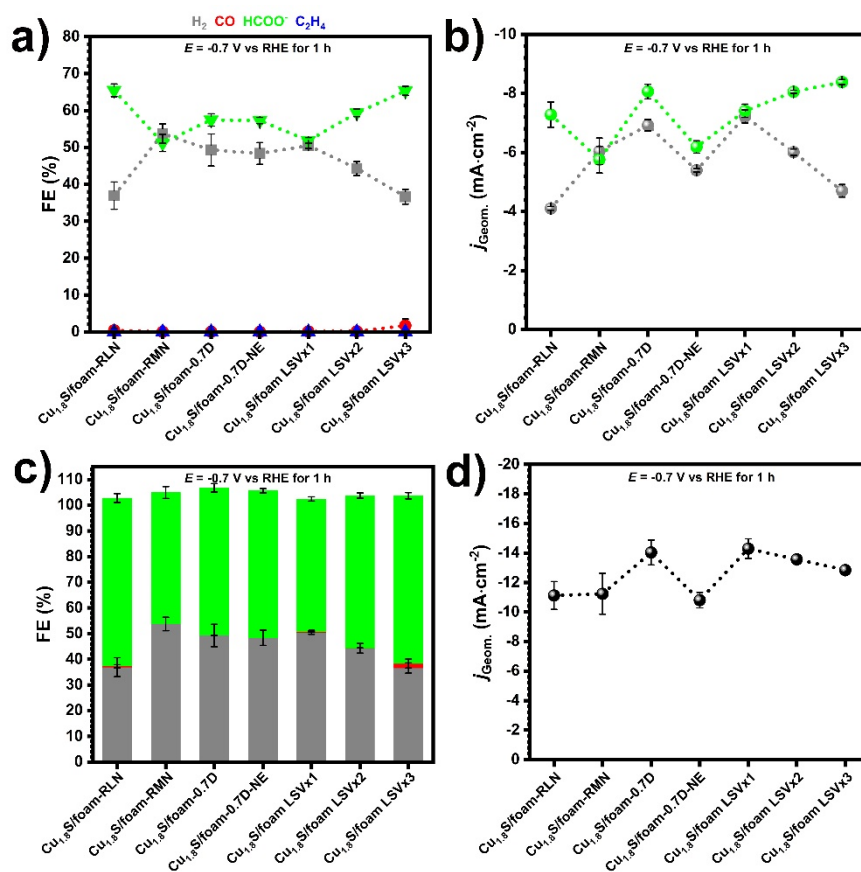 a)
H₂ CO HCOO⁻ C₂H₄
E = -0.7 V vs RHE for 1 h
FE (%)
80
70
60
50
40
30
20
10
0
Cu₁.₈S/foam-RLN
Cu₁.₈S/foam-RMN
Cu₁.₈S/foam-0.7D
Cu₁.₈S/foam-0.7D-NE
Cu₁.₈S/foam LSVx1
Cu₁.₈S/foam LSVx2
Cu₁.₈S/foam LSVx3
b)
E = -0.7 V vs RHE for 1 h
jGeom. (mA·cm⁻²)
-10
-8
-6
-4
-2
0
Cu₁.₈S/foam-RLN
Cu₁.₈S/foam-RMN
Cu₁.₈S/foam-0.7D
Cu₁.₈S/foam-0.7D-NE
Cu₁.₈S/foam LSVx1
Cu₁.₈S/foam LSVx2
Cu₁.₈S/foam LSVx3
c)
E = -0.7 V vs RHE for 1 h
FE (%)
110
100
90
80
70
60
50
40
30
20
10
0
Cu₁.₈S/foam-RLN
Cu₁.₈S/foam-RMN
Cu₁.₈S/foam-0.7D
Cu₁.₈S/foam-0.7D-NE
Cu₁.₈S/foam LSVx1
Cu₁.₈S/foam LSVx2
Cu₁.₈S/foam LSVx3
d)
E = -0.7 V vs RHE for 1 h
jGeom. (mA·cm⁻²)
-20
-18
-16
-14
-12
-10
-8
-6
-4
-2
0
Cu₁.₈S/foam-RLN
Cu₁.₈S/foam-RMN
Cu₁.₈S/foam-0.7D
Cu₁.₈S/foam-0.7D-NE
Cu₁.₈S/foam LSVx1
Cu₁.₈S/foam LSVx2
Cu₁.₈S/foam LSVx3